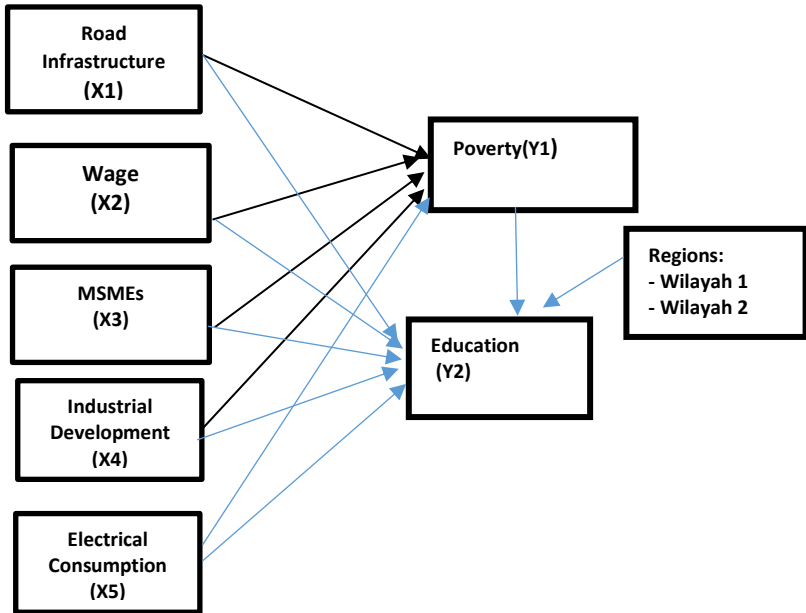 Road
Infrastructure
(X1)
Wage
(X2)
MSMEs
(X3)
Industrial
Development
(X4)
Electrical
Consumption
(X5)
Poverty(Y1)
Education
(Y2)
Regions:
- Wilayah 1
- Wilayah 2